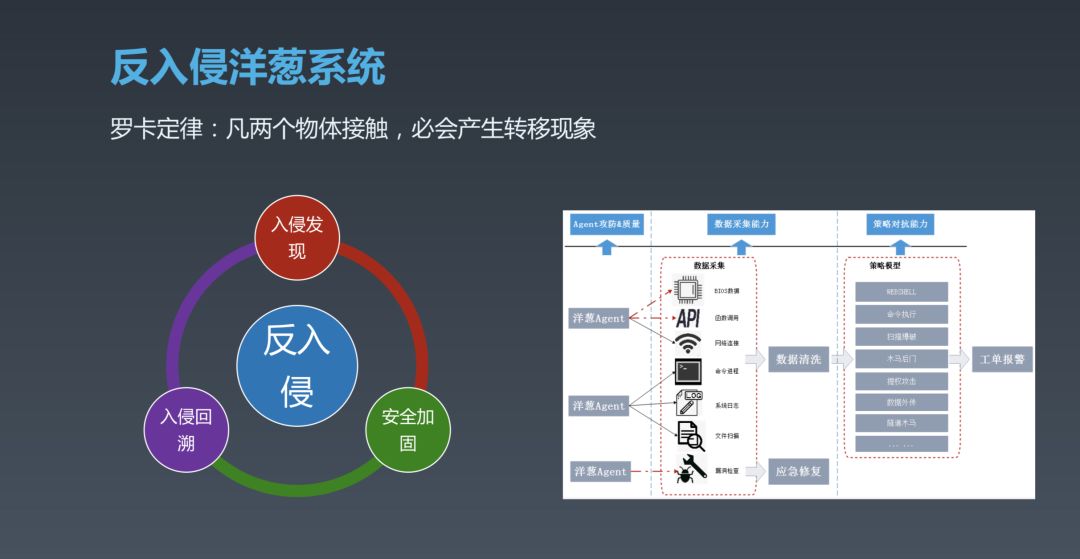 反入侵洋葱系统
罗卡定律：凡两个物体接触，必会产生转移现象
入侵发
现
反入
侵
入侵回
溯
安全加
固
Agent攻防&质量
数据采集能力
策略对抗能力
数据采集
策略模型
洋葱Agent
洋葱Agent
洋葱Agent
BIOS数据
API
函数调用
网络连接
命令进程
LOG
系统日志
文件扫描
漏洞检查
数据清洗
应急修复
WEBSHELL
命令执行
扫描爆破
木马后门
提权攻击
数据外传
隧道木马
... ...
工单报警